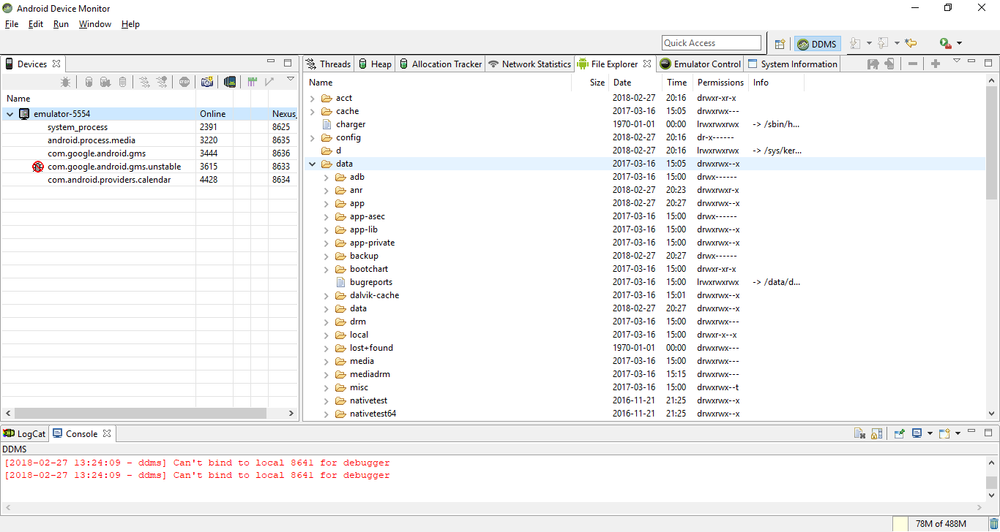 Android Device Monitor
File Edit Run Window Help
Quick Access
DDMS
Devices
Name
emulator-5554 Online Nexus_
system_process 2391 8625
android.process.media 3220 8635
com.google.android.gms 3444 8636
com.google.android.gms.unstable 3615 8633
com.android.providers.calendar 4428 8634
Threads Heap Allocation Tracker Network Statistics File Explorer Emulator Control System Information
Name Size Date Time Permissions Info
acct 2018-02-27 20:16 drwxr-xr-x
cache 2017-03-16 15:05 drwxrwx---
charger 1970-01-01 00:00 lrwxrwxrwx -> /sbin/h...
config 2018-02-27 20:16 dr-x------
d 2018-02-27 20:16 lrwxrwxrwx -> /sys/ker...
data 2017-03-16 15:05 drwxrwx--x
adb 2017-03-16 15:00 drwx------
anr 2018-02-27 20:23 drwxrwxr-x
app 2018-02-27 20:27 drwxrwx--x
app-asec 2017-03-16 15:00 drwx------
app-lib 2017-03-16 15:00 drwxrwx--x
app-private 2017-03-16 15:00 drwxrwx--x
backup 2018-02-27 20:27 drwx------
bootchart 2017-03-16 15:00 drwxr-xr-x
bugreports 2017-03-16 15:00 lrwxrwxrwx -> /data/d...
dalvik-cache 2017-03-16 15:01 drwxrwx--x
data 2018-02-27 20:27 drwxrwx--x
drm 2017-03-16 15:00 drwxrwx---
local 2017-03-16 15:00 drwxr-x--x
lost+found 1970-01-01 00:00 drwxrwx---
media 2017-03-16 15:00 drwxrwx---
mediadrm 2017-03-16 15:15 drwxrwx---
misc 2017-03-16 15:00 drwxrwx--t
nativetest 2016-11-21 21:25 drwxrwx--x
nativetest64 2016-11-21 21:25 drwxrwx--x
LogCat Console
DDMS
[2018-02-27 13:24:09 - ddms] Can't bind to local 8641 for debugger
[2018-02-27 13:24:09 - ddms] Can't bind to local 8641 for debugger
78M of 488M